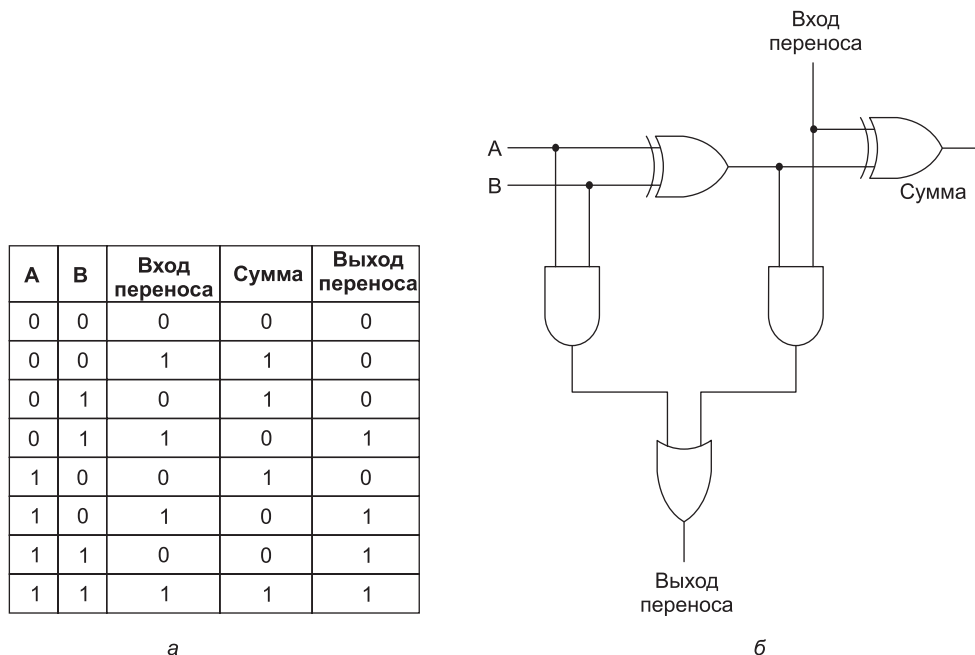 Вход
переноса
A
B
Сумма
A B Вход переноса Сумма Выход переноса
0 0 0 0 0
0 0 1 1 0
0 1 0 1 0
0 1 1 0 1
1 0 0 1 0
1 0 1 0 1
1 1 0 0 1
1 1 1 1 1
Выход
переноса
а
б